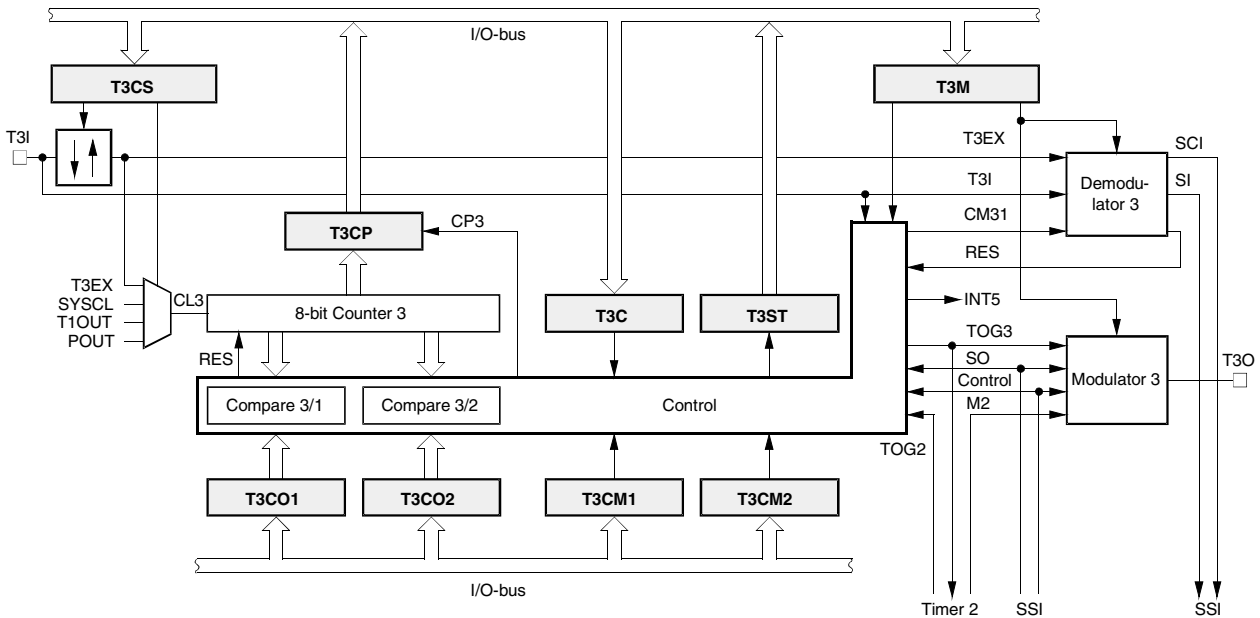 I/O-bus
T3CS
T3M
T3I
T3EX
SCI
T3I
SI
Demodu-
lator 3
CP3
CM31
T3CP
RES
T3EX
SYSCL
T1OUT
POUT
CL3
8-bit Counter 3
T3C
T3ST
INT5
TOG3
RES
SO
T3O
Control
Modulator 3
Compare 3/1
Compare 3/2
Control
M2
TOG2
T3CO1
T3CO2
T3CM1
T3CM2
I/O-bus
Timer 2
SSI
SSI